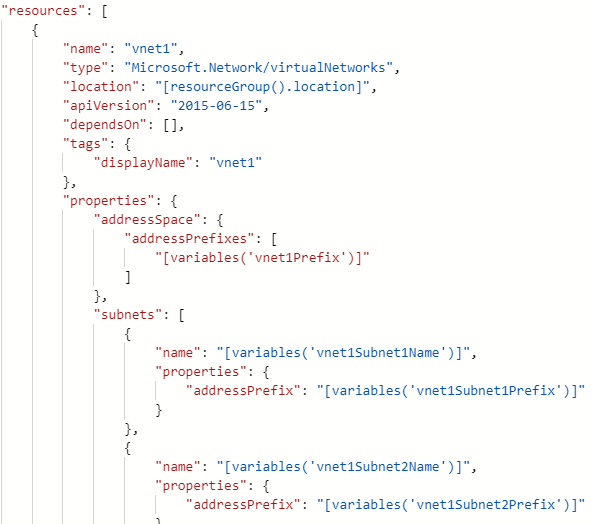 "resources": [
{
"name": "vnet1",
"type": "Microsoft.Network/virtualNetworks",
"location": "[resourceGroup().location]",
"apiVersion": "2015-06-15",
"dependsOn": [],
"tags": {
"displayName": "vnet1"
},
"properties": {
"addressSpace": {
"addressPrefixes": [
"[variables('vnet1Prefix')]"
]
},
"subnets": [
{
"name": "[variables('vnet1Subnet1Name')]",
"properties": {
"addressPrefix": "[variables('vnet1Subnet1Prefix')]"
}
},
{
"name": "[variables('vnet1Subnet2Name')]",
"properties": {
"addressPrefix": "[variables('vnet1Subnet2Prefix')]"
}